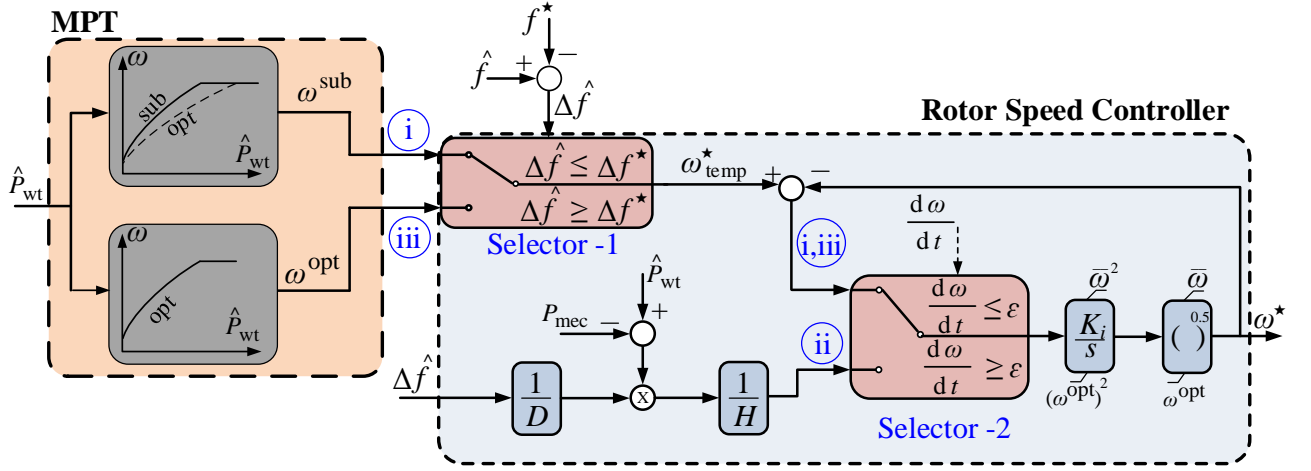 MPT
f★
−
+
f̂
Δf̂
ω
sub
opt
P̂wt
ωsub
i
P̂wt
ω
opt
P̂wt
ωopt
iii
Rotor Speed Controller
Δf̂ ≤ Δf★
Δf̂ ≥ Δf★
Selector -1
ω★temp
+
−
i,iii
dω
dt
P̂wt
Pmec
−
+
Δf̂
1
D
x
1
H
ii
dω
dt
≤ ε
dω
dt
≥ ε
Selector -2
ω̅²
Ki
s
(ωopt)²
ω̅
( )0.5
ωopt
ω★